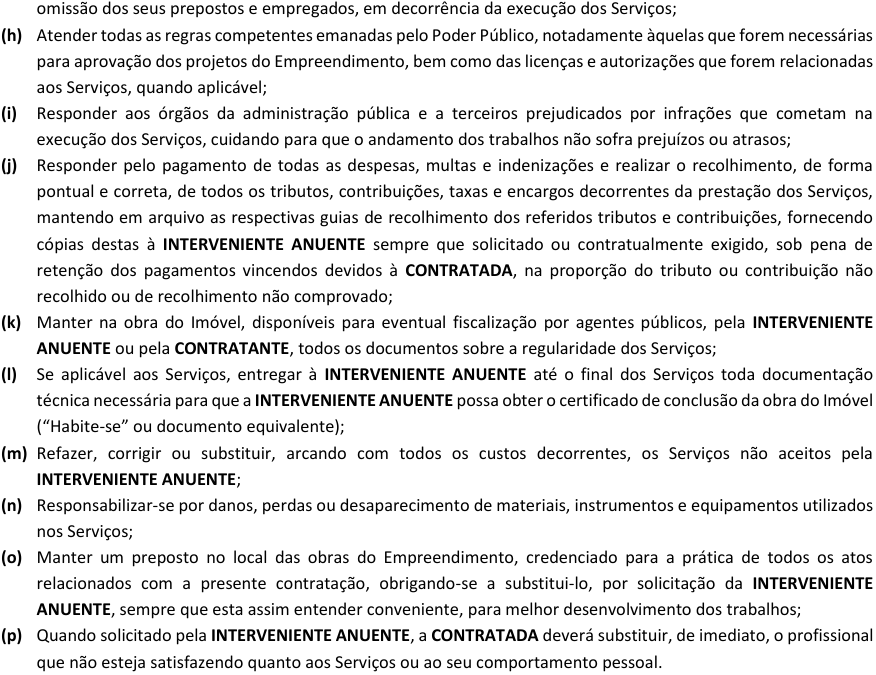 omissão dos seus prepostos e empregados, em decorrência da execução dos Serviços;
(h) Atender todas as regras competentes emanadas pelo Poder Público, notadamente àquelas que forem necessárias
para aprovação dos projetos do Empreendimento, bem como das licenças e autorizações que forem relacionadas
aos Serviços, quando aplicável;
(i) Responder aos órgãos da administração pública e a terceiros prejudicados por infrações que cometam na
execução dos Serviços, cuidando para que o andamento dos trabalhos não sofra prejuízos ou atrasos;
(j) Responder pelo pagamento de todas as despesas, multas e indenizações e realizar o recolhimento, de forma
pontual e correta, de todos os tributos, contribuições, taxas e encargos decorrentes da prestação dos Serviços,
mantendo em arquivo as respectivas guias de recolhimento dos referidos tributos e contribuições, fornecendo
cópias destas à INTERVENIENTE ANUENTE sempre que solicitado ou contratualmente exigido, sob pena de
retenção dos pagamentos vincendos devidos à CONTRATADA, na proporção do tributo ou contribuição não
recolhido ou de recolhimento não comprovado;
(k) Manter na obra do Imóvel, disponíveis para eventual fiscalização por agentes públicos, pela INTERVENIENTE
ANUENTE ou pela CONTRATANTE, todos os documentos sobre a regularidade dos Serviços;
(l) Se aplicável aos Serviços, entregar à INTERVENIENTE ANUENTE até o final dos Serviços toda documentação
técnica necessária para que a INTERVENIENTE ANUENTE possa obter o certificado de conclusão da obra do Imóvel
(“Habite-se” ou documento equivalente);
(m) Refazer, corrigir ou substituir, arcando com todos os custos decorrentes, os Serviços não aceitos pela
INTERVENIENTE ANUENTE;
(n) Responsabilizar-se por danos, perdas ou desaparecimento de materiais, instrumentos e equipamentos utilizados
nos Serviços;
(o) Manter um preposto no local das obras do Empreendimento, credenciado para a prática de todos os atos
relacionados com a presente contratação, obrigando-se a substitui-lo, por solicitação da INTERVENIENTE
ANUENTE, sempre que esta assim entender conveniente, para melhor desenvolvimento dos trabalhos;
(p) Quando solicitado pela INTERVENIENTE ANUENTE, a CONTRATADA deverá substituir, de imediato, o profissional
que não esteja satisfazendo quanto aos Serviços ou ao seu comportamento pessoal.